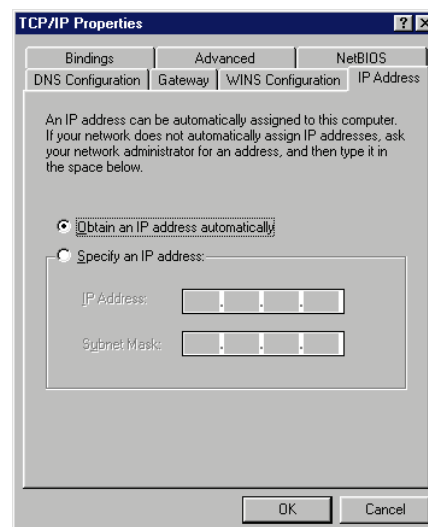 TCP/IP Properties
Bindings Advanced NetBIOS
DNS Configuration Gateway WINS Configuration IP Address
An IP address can be automatically assigned to this computer.
If your network does not automatically assign IP addresses, ask
your network administrator for an address, and then type it in
the space below.
Obtain an IP address automatically
Specify an IP address:
IP Address:
Subnet Mask:
OK Cancel